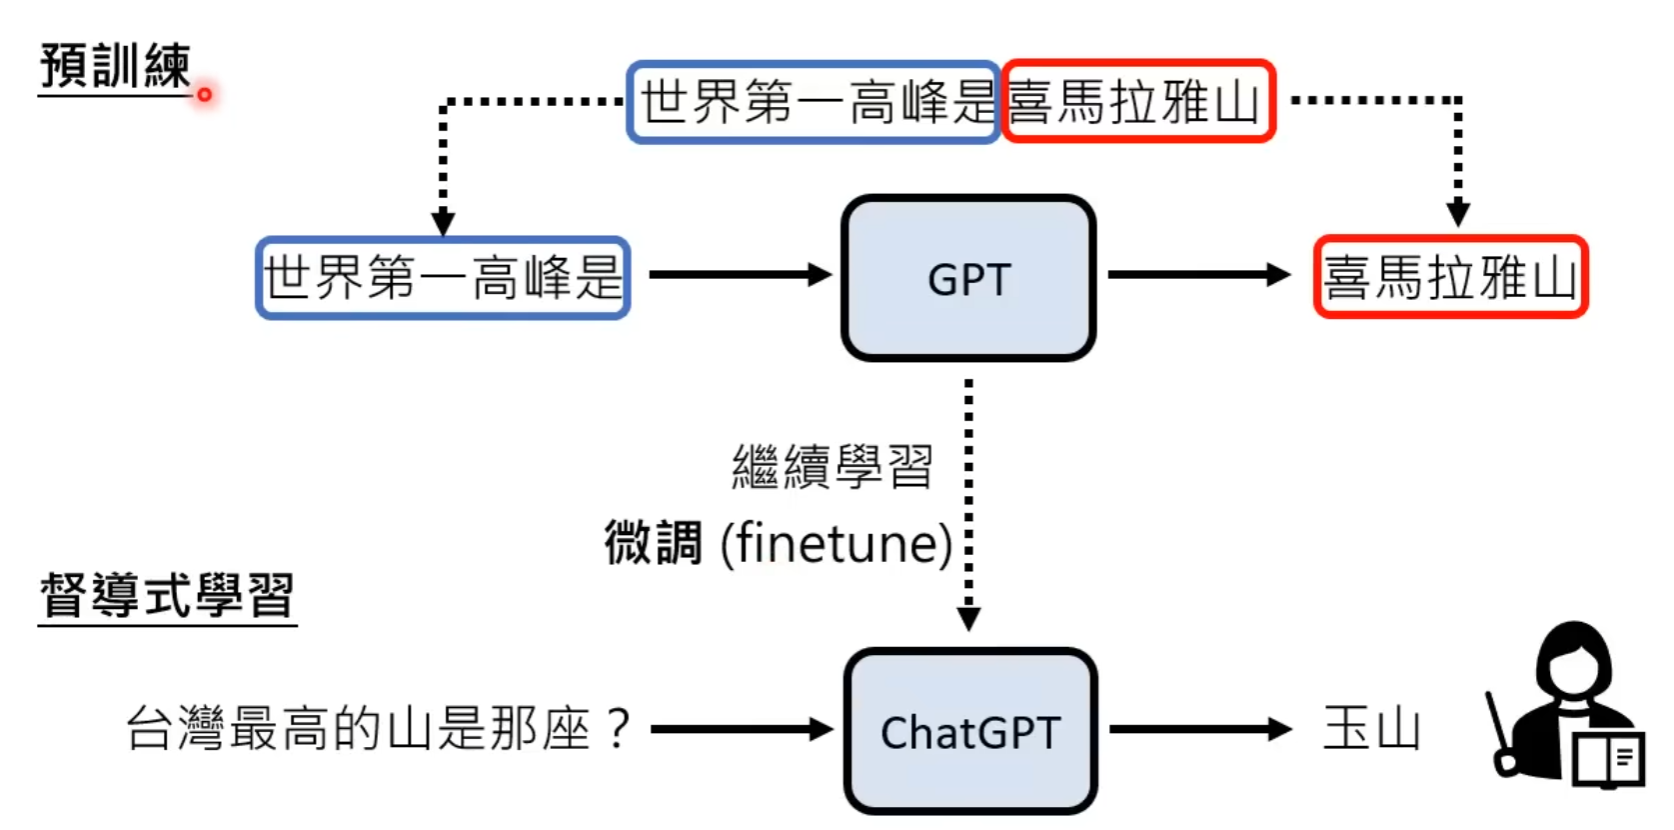 預訓練
世界第一高峰是喜馬拉雅山
世界第一高峰是
GPT
喜馬拉雅山
繼續學習
微調 (finetune)
督導式學習
台灣最高的山是那座？
ChatGPT
玉山